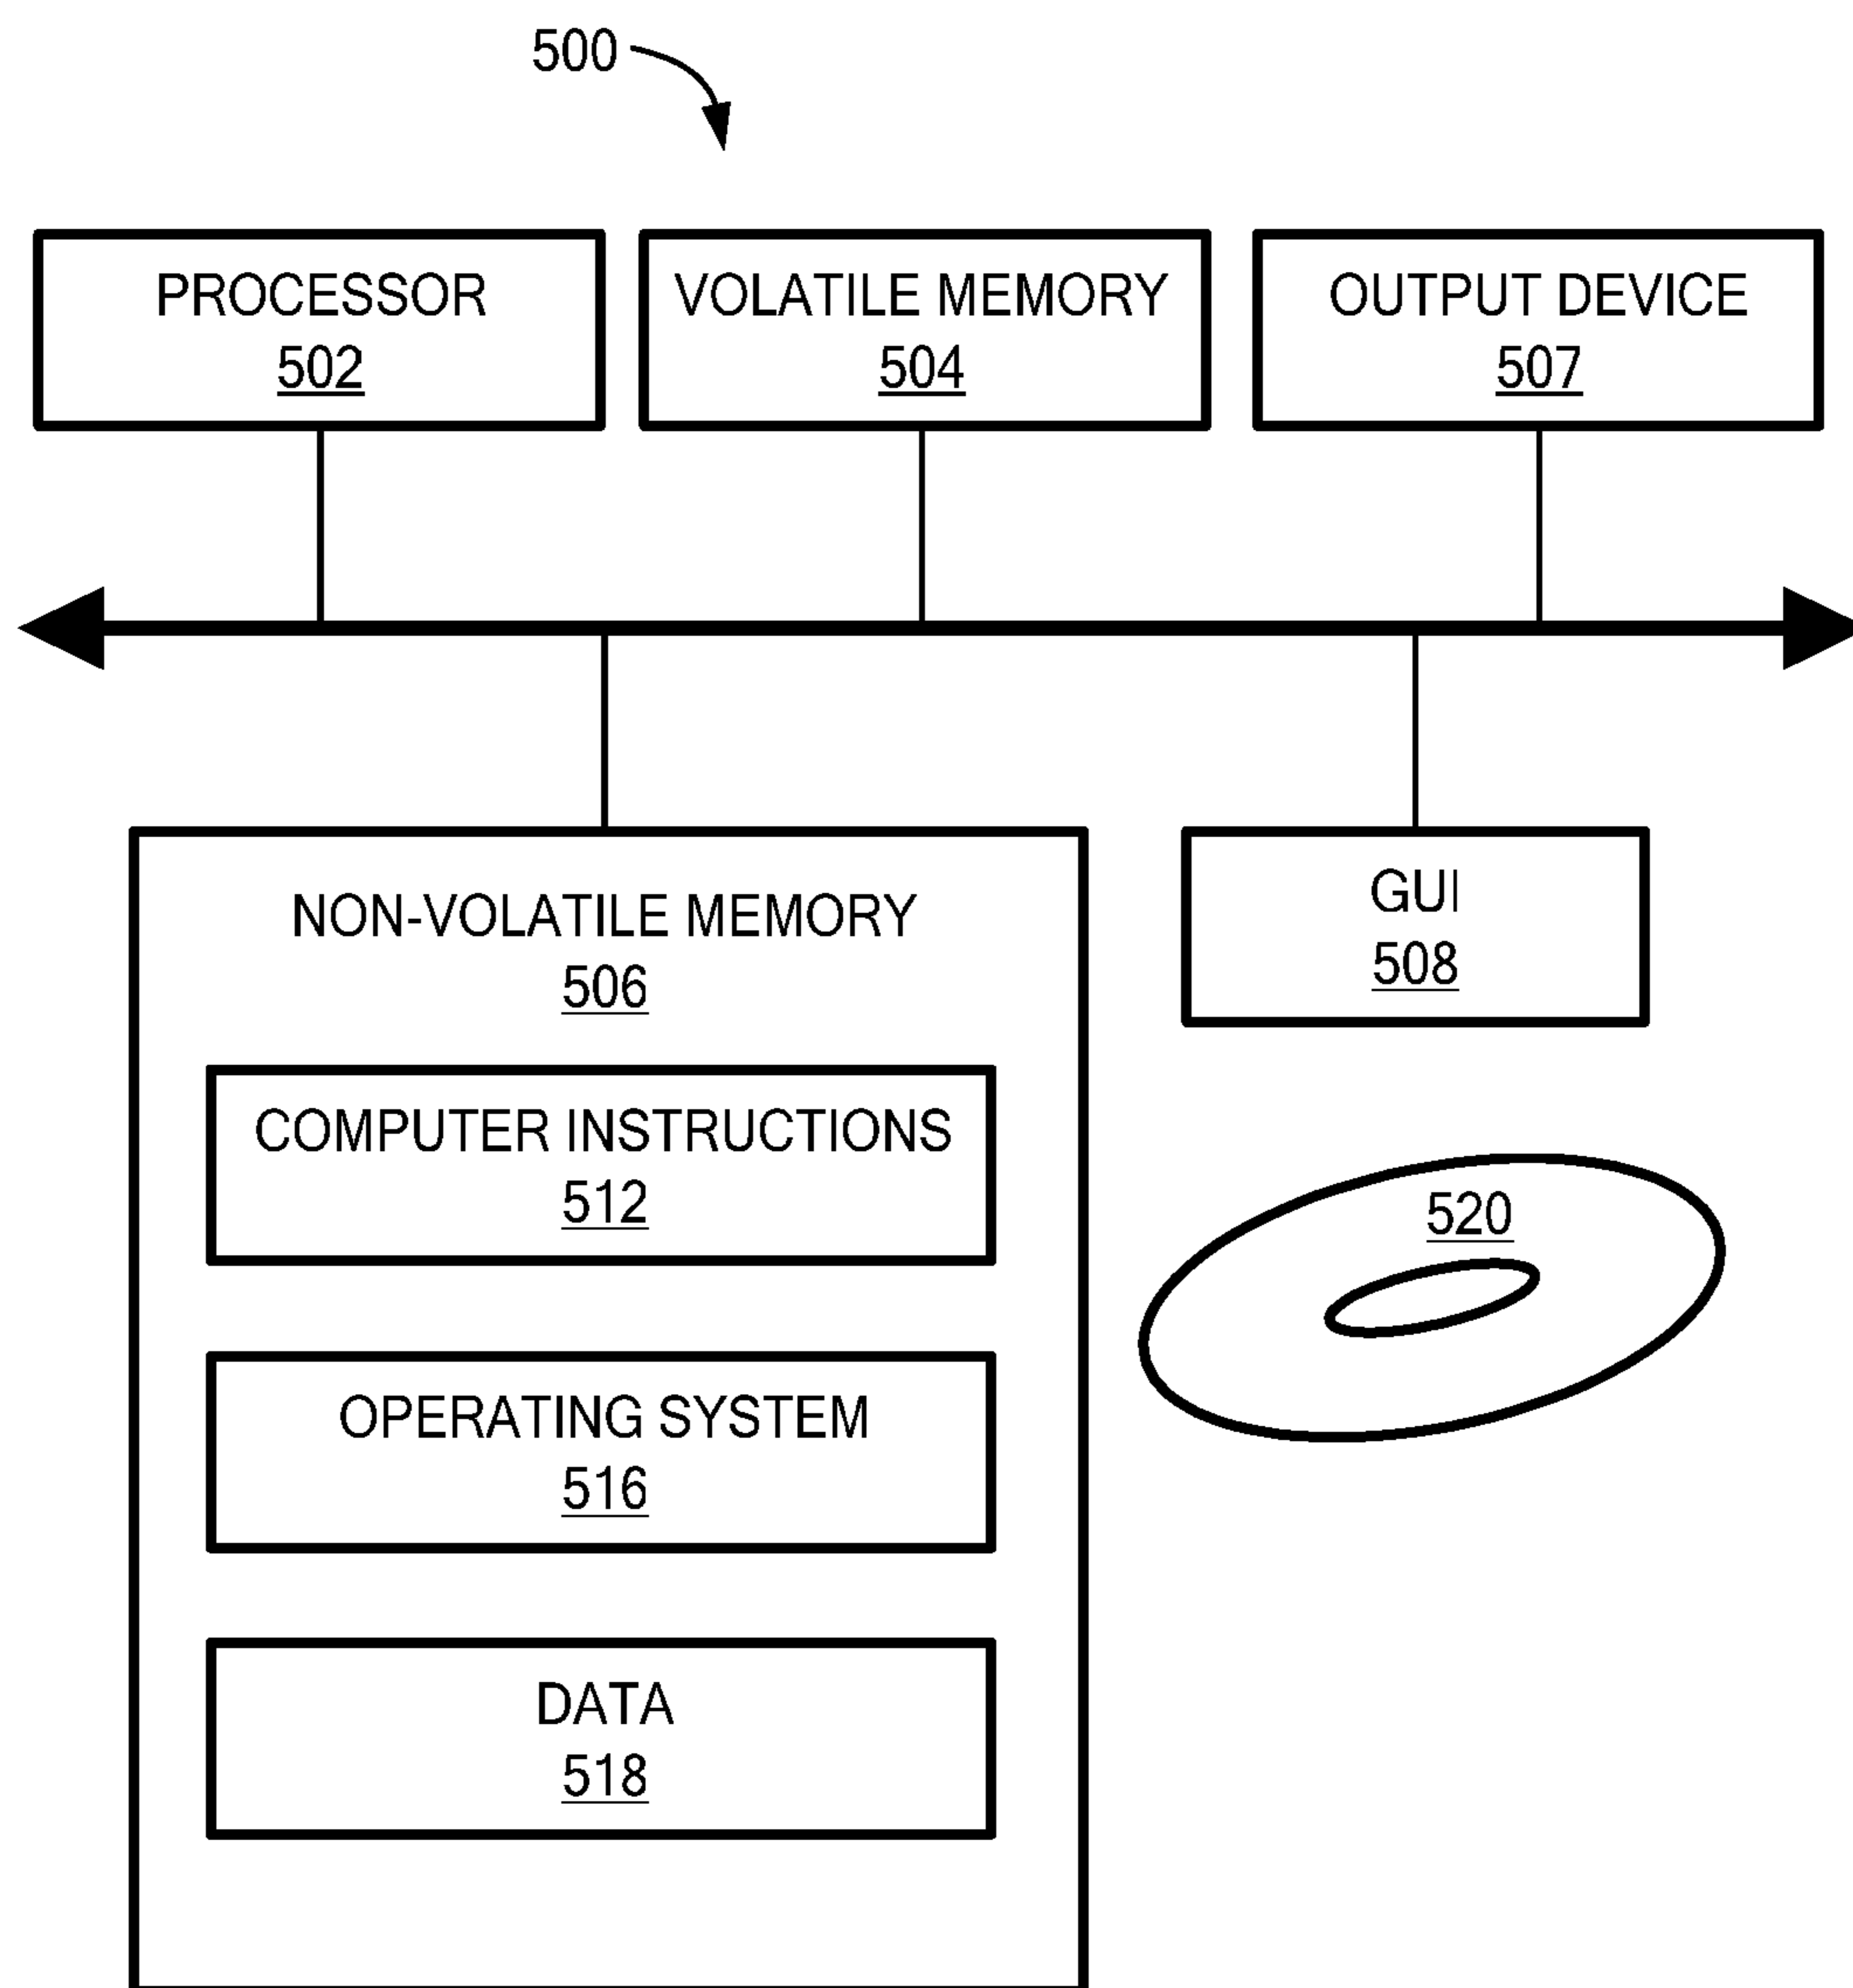 500
PROCESSOR
502
VOLATILE MEMORY
504
OUTPUT DEVICE
507
NON-VOLATILE MEMORY
506
COMPUTER INSTRUCTIONS
512
OPERATING SYSTEM
516
DATA
518
GUI
508
520